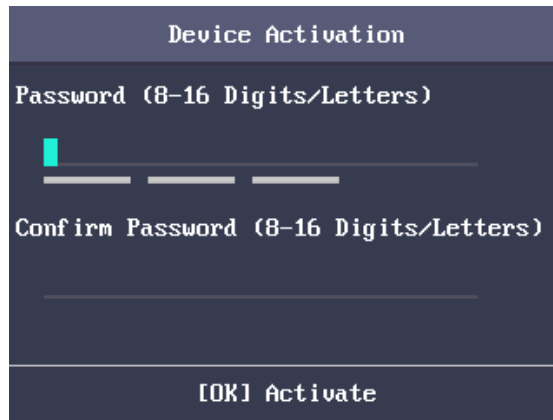 Device Activation
Password (8-16 Digits/Letters)
Confirm Password (8-16 Digits/Letters)
[OK] Activate